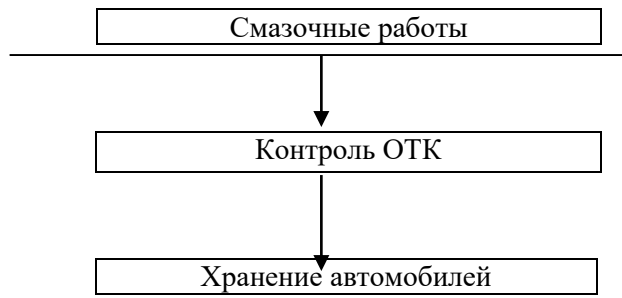 Смазочные работы
Контроль ОТК
Хранение автомобилей